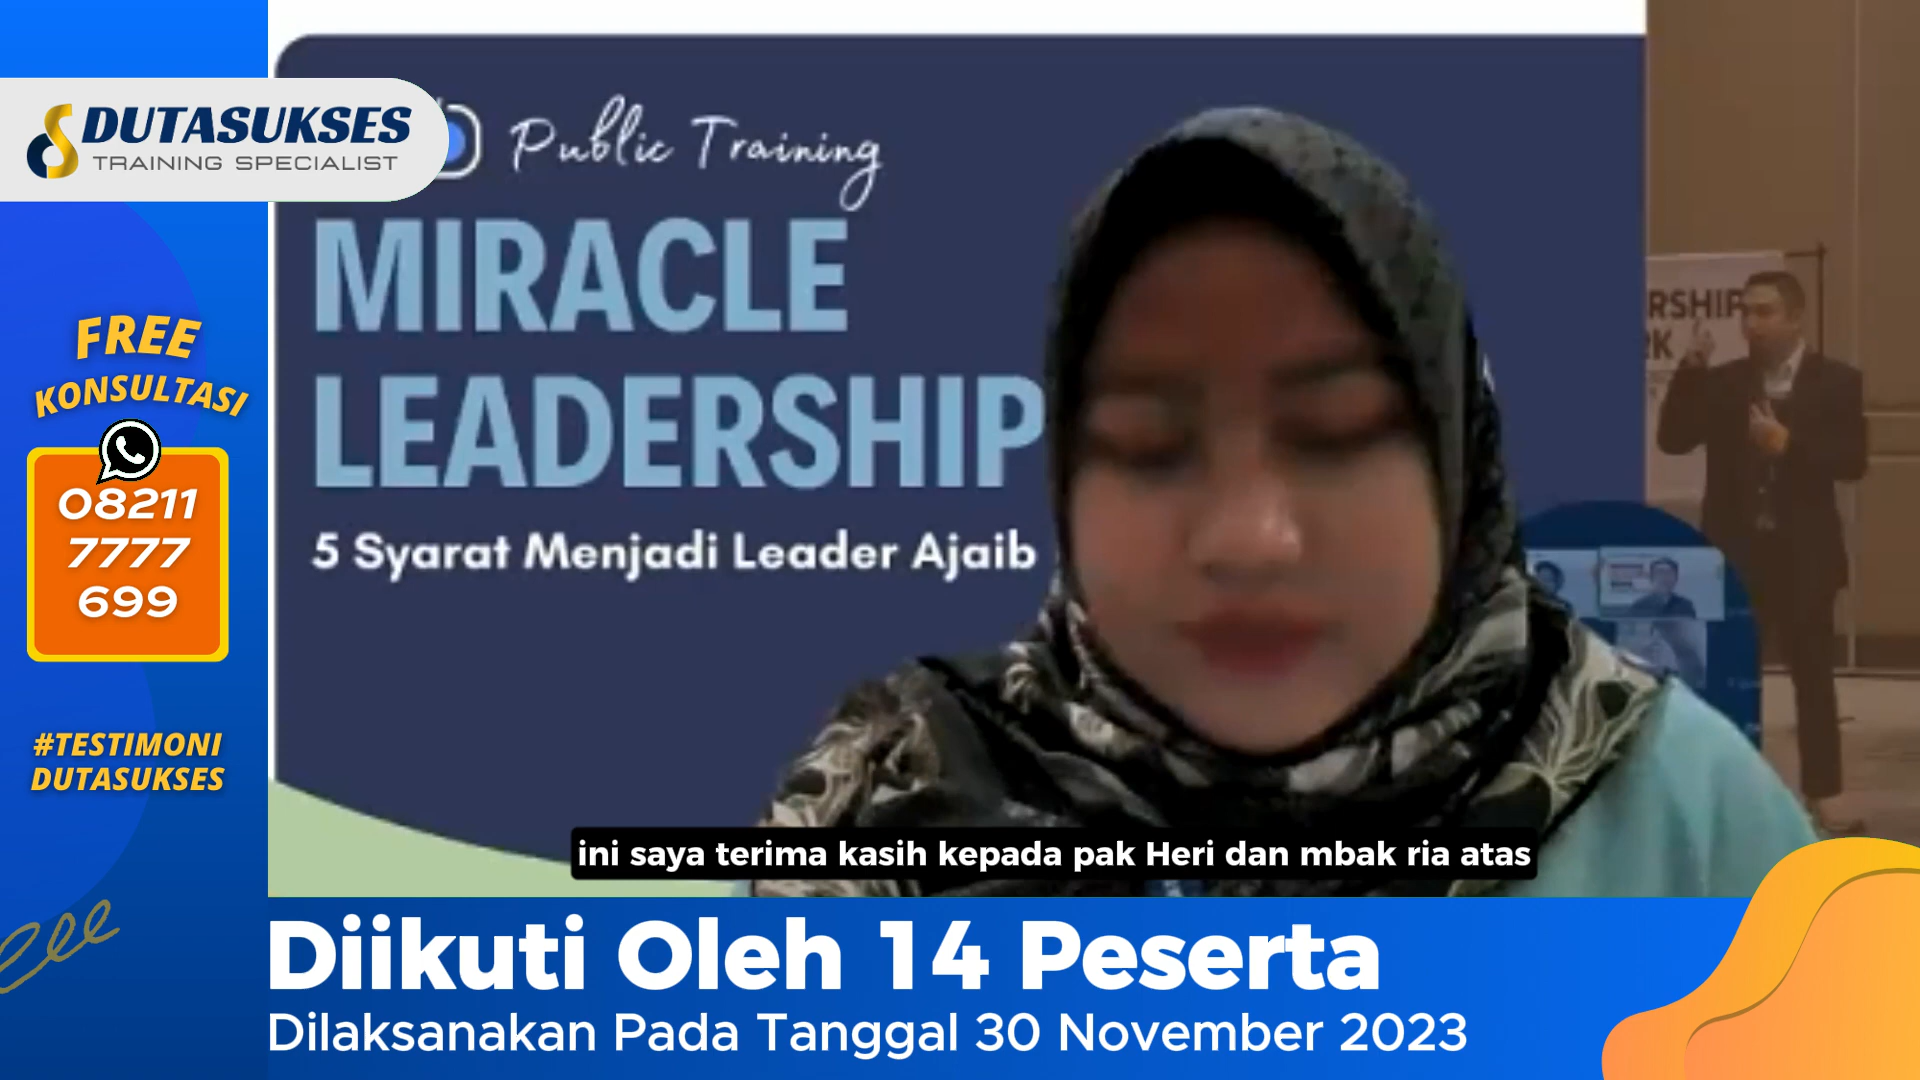 DUTASUKSES
TRAINING SPECIALIST
Public Training
MIRACLE
LEADERSHIP
5 Syarat Menjadi Leader Ajaib
RSHIP
FREE
KONSULTASI
08211
7777
699
#TESTIMONI
DUTASUKSES
ini saya terima kasih kepada pak Heri dan mbak ria atas
Diikuti Oleh 14 Peserta
Dilaksanakan Pada Tanggal 30 November 2023